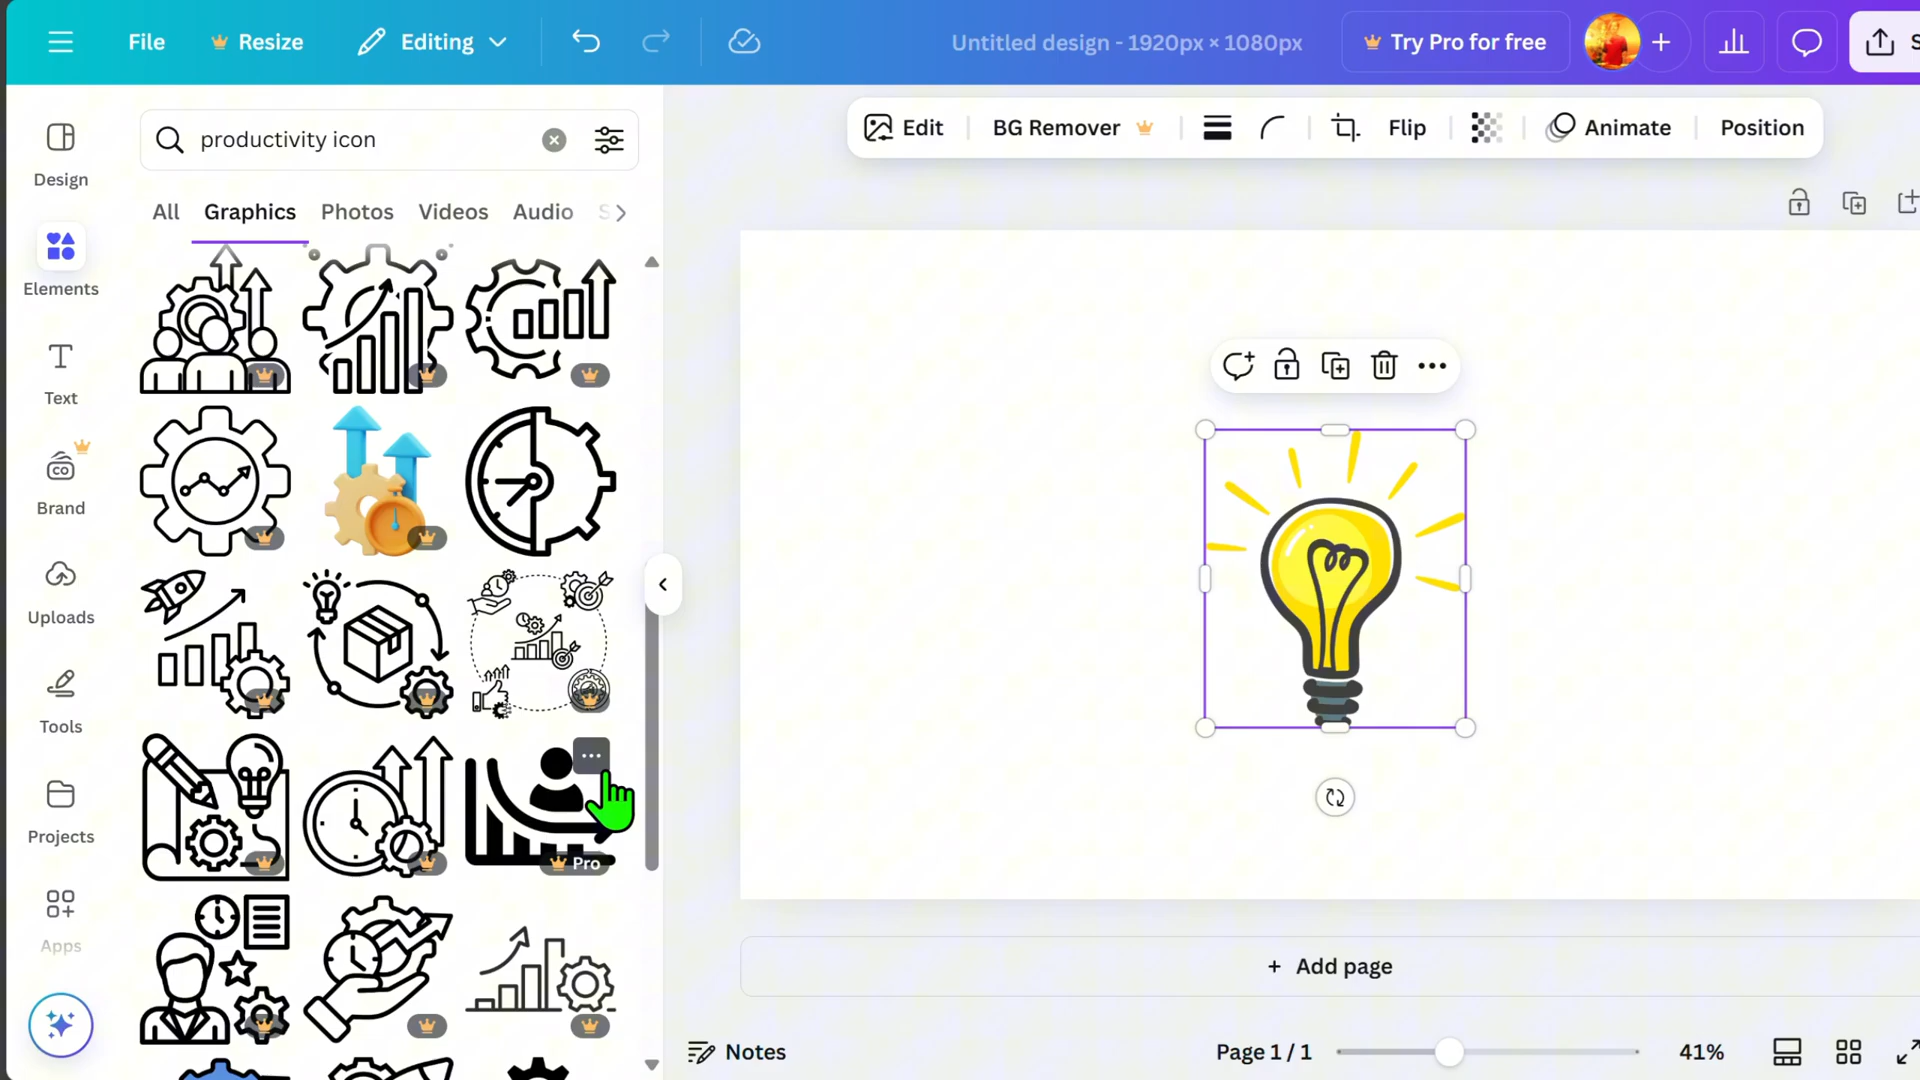 File
Resize
Editing
Untitled design - 1920px × 1080px
Try Pro for free
Design
Elements
Text
Brand
Uploads
Tools
Projects
Apps
productivity icon
All
Graphics
Photos
Videos
Audio
Pro
Edit
BG Remover
Flip
Animate
Position
+ Add page
Notes
Page 1 / 1
41%